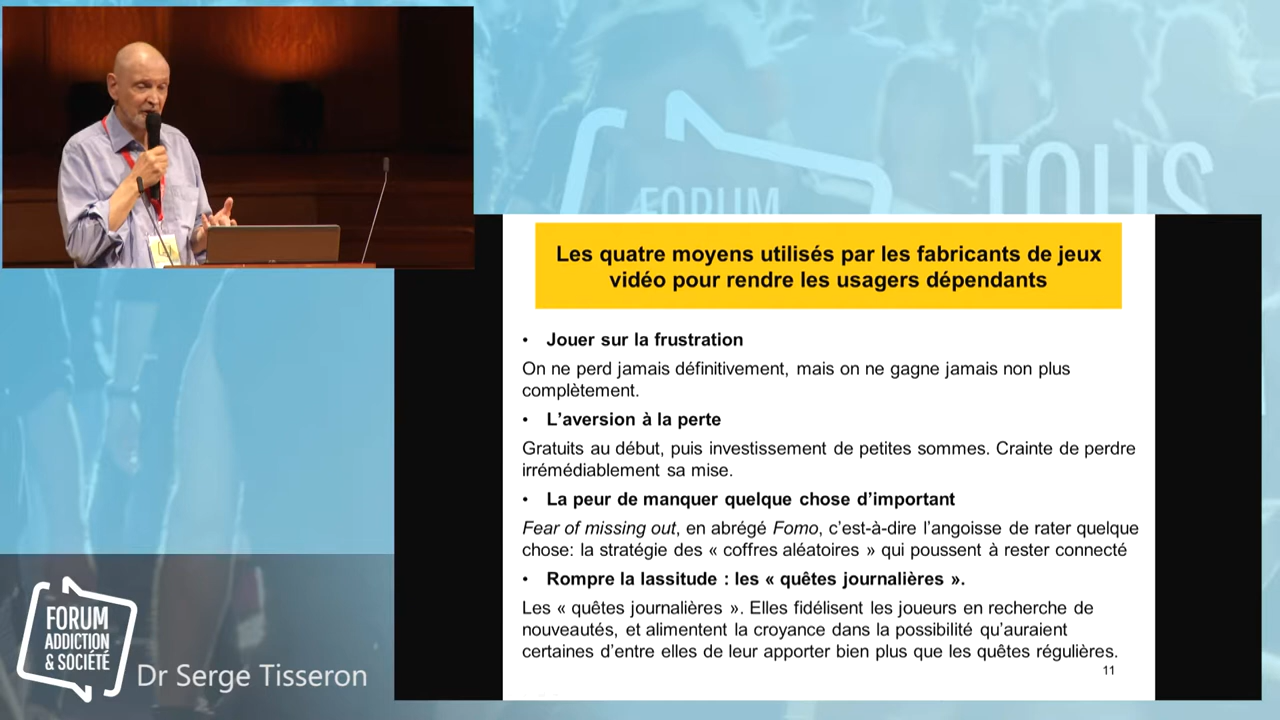 FORUM
TOUS
Les quatre moyens utilisés par les fabricants de jeux
vidéo pour rendre les usagers dépendants
• Jouer sur la frustration
On ne perd jamais définitivement, mais on ne gagne jamais non plus
complètement.
• L’aversion à la perte
Gratuits au début, puis investissement de petites sommes. Crainte de perdre
irrémédiablement sa mise.
• La peur de manquer quelque chose d’important
Fear of missing out, en abrégé Fomo, c’est-à-dire l’angoisse de rater quelque
chose: la stratégie des « coffres aléatoires » qui poussent à rester connecté
• Rompre la lassitude : les « quêtes journalières ».
Les « quêtes journalières ». Elles fidélisent les joueurs en recherche de
nouveautés, et alimentent la croyance dans la possibilité qu’auraient
certaines d’entre elles de leur apporter bien plus que les quêtes régulières.
11
FORUM
ADDICTION
& SOCIÉTÉ
Dr Serge Tisseron